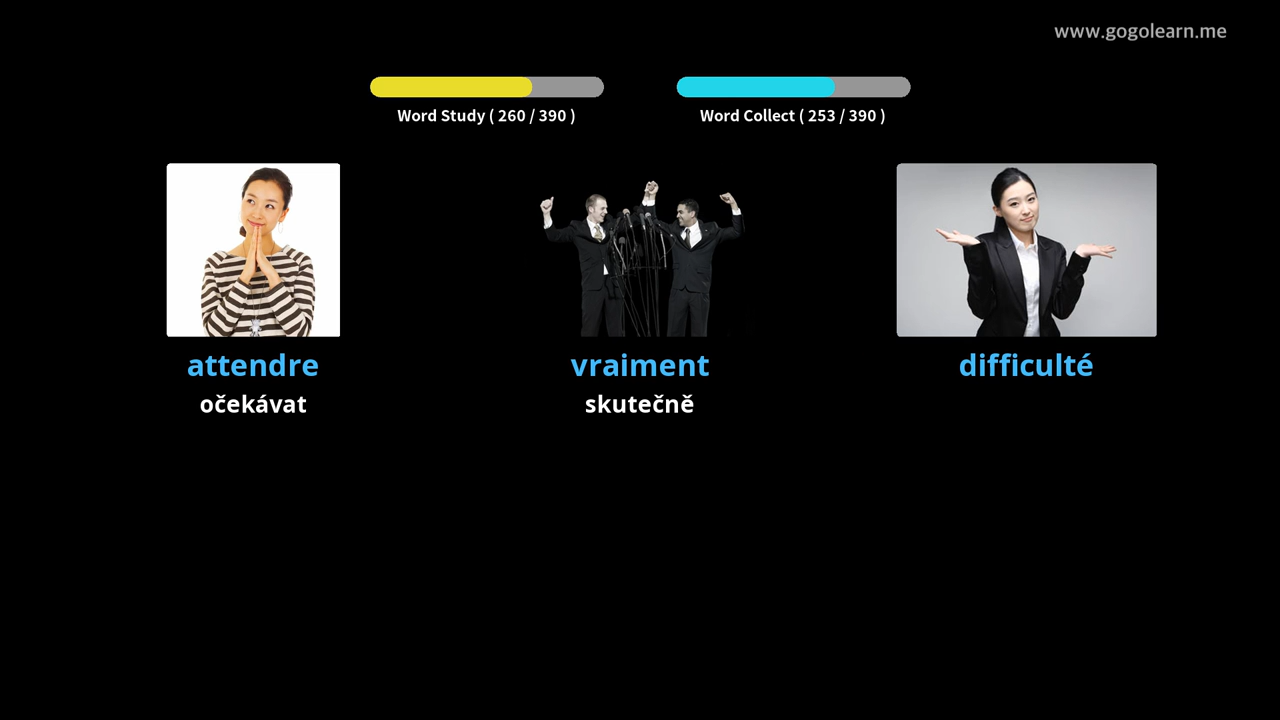 www.gogolearn.me
Word Study ( 260 / 390 )
Word Collect ( 253 / 390 )
attendre
očekávat
vraiment
skutečně
difficulté